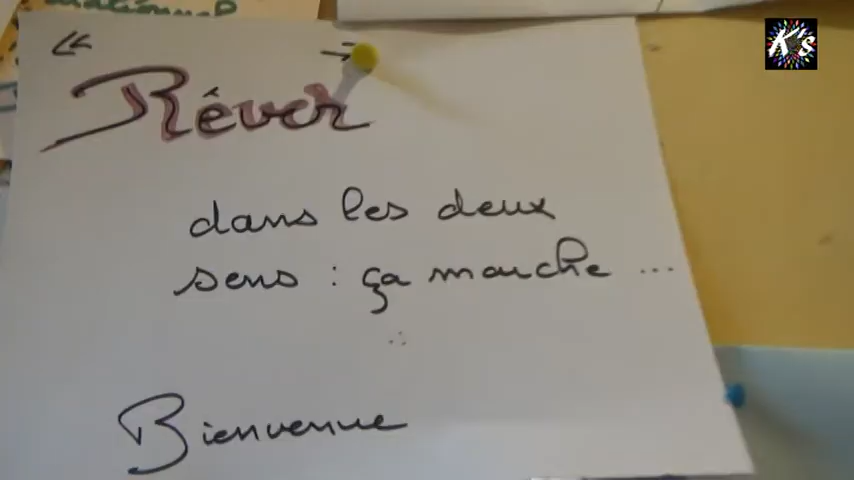 K's
Rêver
dans les deux
sens : ça marche ...
Bienvenue